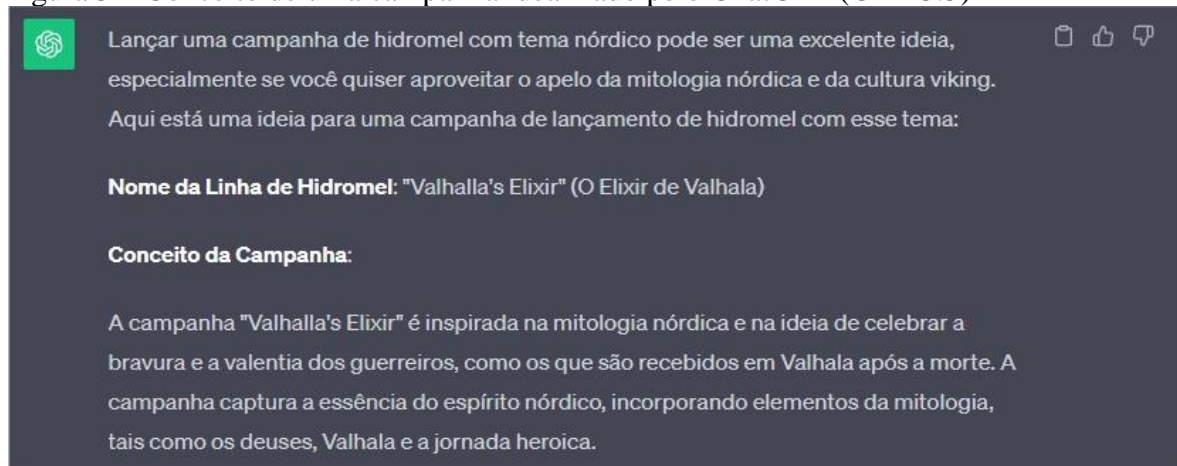 Lançar uma campanha de hidromel com tema nórdico pode ser uma excelente ideia,
especialmente se você quiser aproveitar o apelo da mitologia nórdica e da cultura viking.
Aqui está uma ideia para uma campanha de lançamento de hidromel com esse tema:
Nome da Linha de Hidromel: "Valhalla's Elixir" (O Elixir de Valhala)
Conceito da Campanha:
A campanha "Valhalla's Elixir" é inspirada na mitologia nórdica e na ideia de celebrar a
bravura e a valentia dos guerreiros, como os que são recebidos em Valhala após a morte. A
campanha captura a essência do espírito nórdico, incorporando elementos da mitologia,
tais como os deuses, Valhala e a jornada heroica.